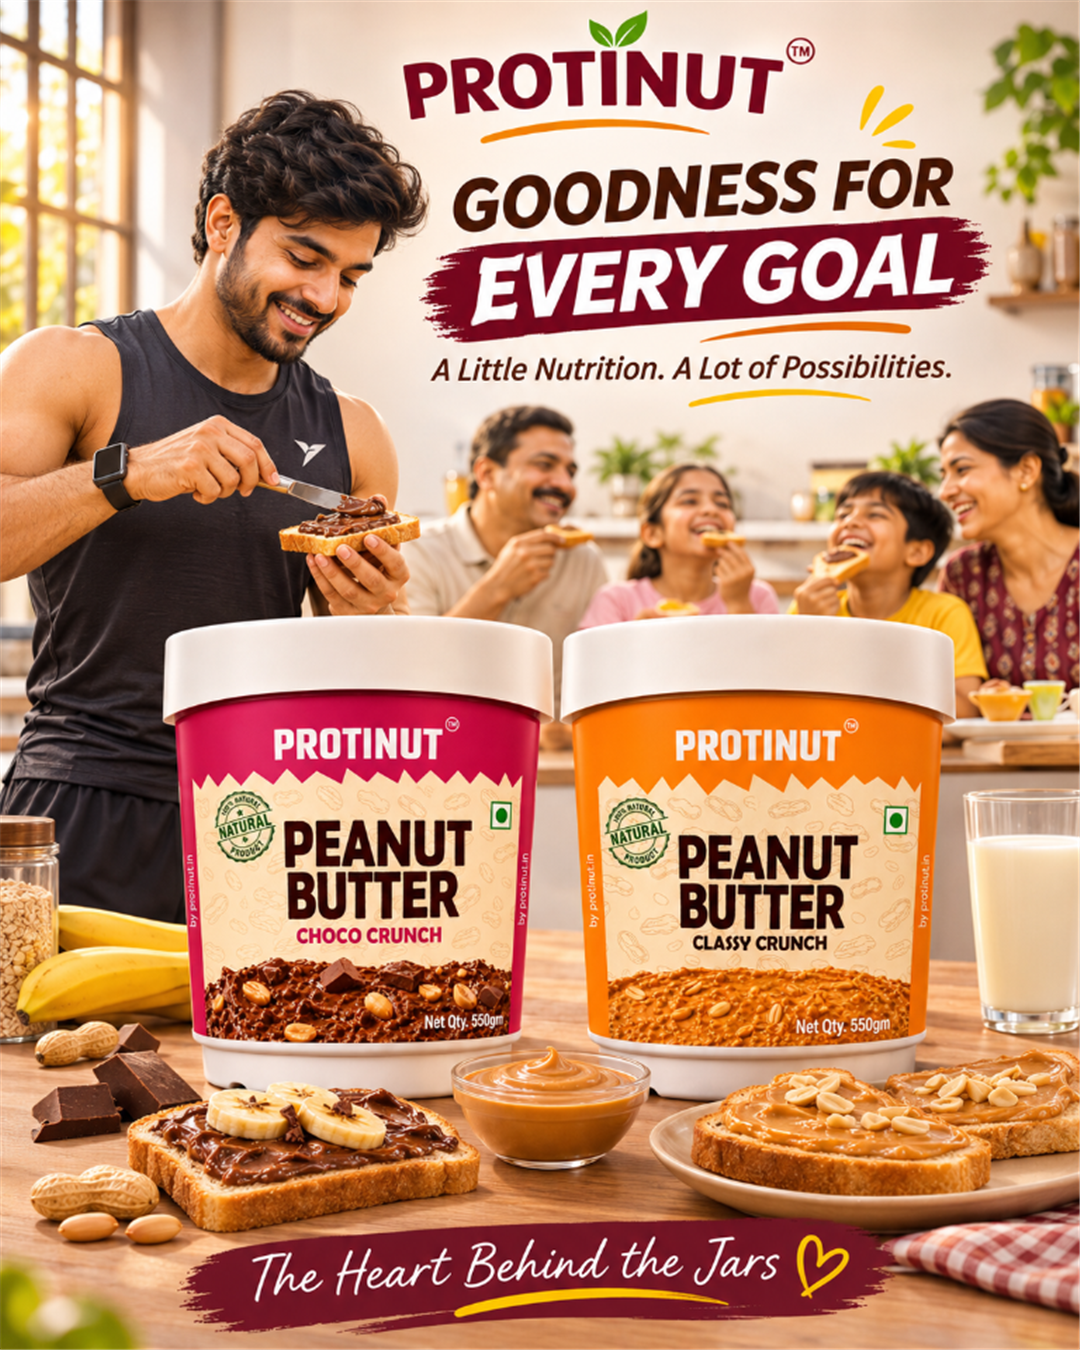 PROTINUT™
GOODNESS FOR
EVERY GOAL
A Little Nutrition. A Lot of Possibilities.
PROTINUT™
100% NATURAL
NATURAL
PRODUCT
PEANUT
BUTTER
CHOCO CRUNCH
by protinut.in
by protinut.in
Net Qty. 550gm
PROTINUT™
100% NATURAL
NATURAL
PRODUCT
PEANUT
BUTTER
CLASSY CRUNCH
by protinut.in
by protinut.in
Net Qty. 550gm
The Heart Behind the Jars